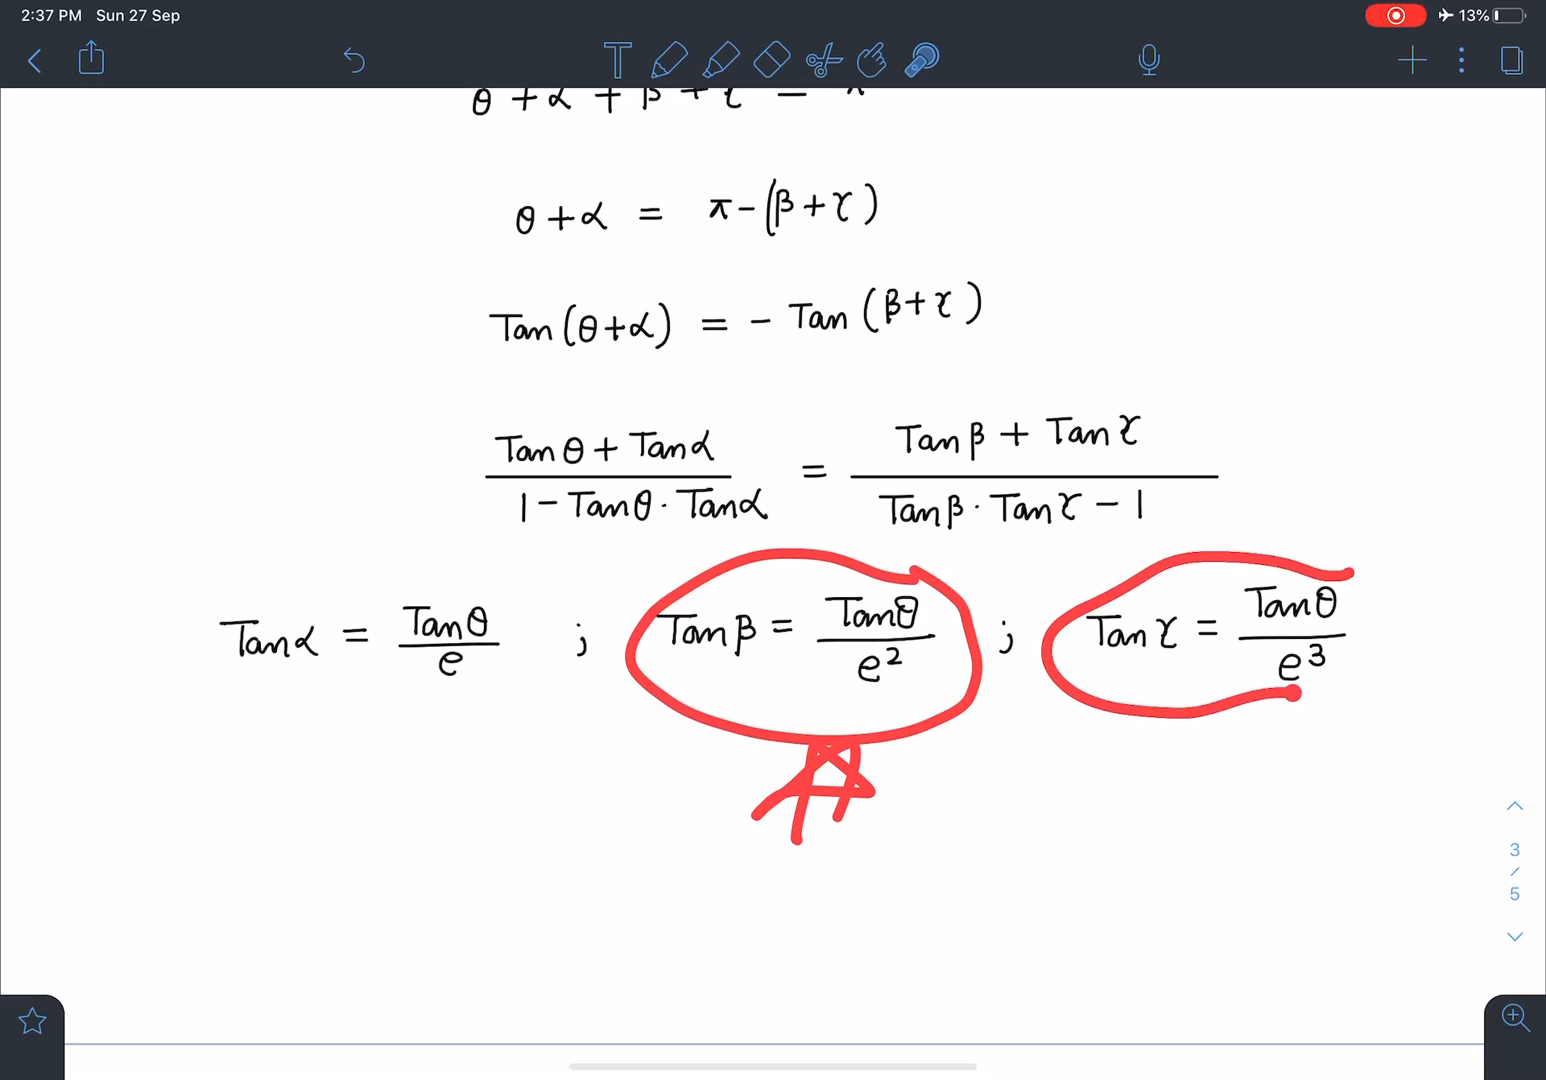 2:37 PM Sun 27 Sep
13%
θ + α + β + γ = π
θ + α = π - (β + γ)
Tan (θ + α) = - Tan (β + γ)
Tan θ + Tan α / 1 - Tan θ · Tan α = Tan β + Tan γ / Tan β · Tan γ - 1
Tan α = Tan θ / e ; Tan β = Tan θ / e² ; Tan γ = Tan θ / e³
3 / 5